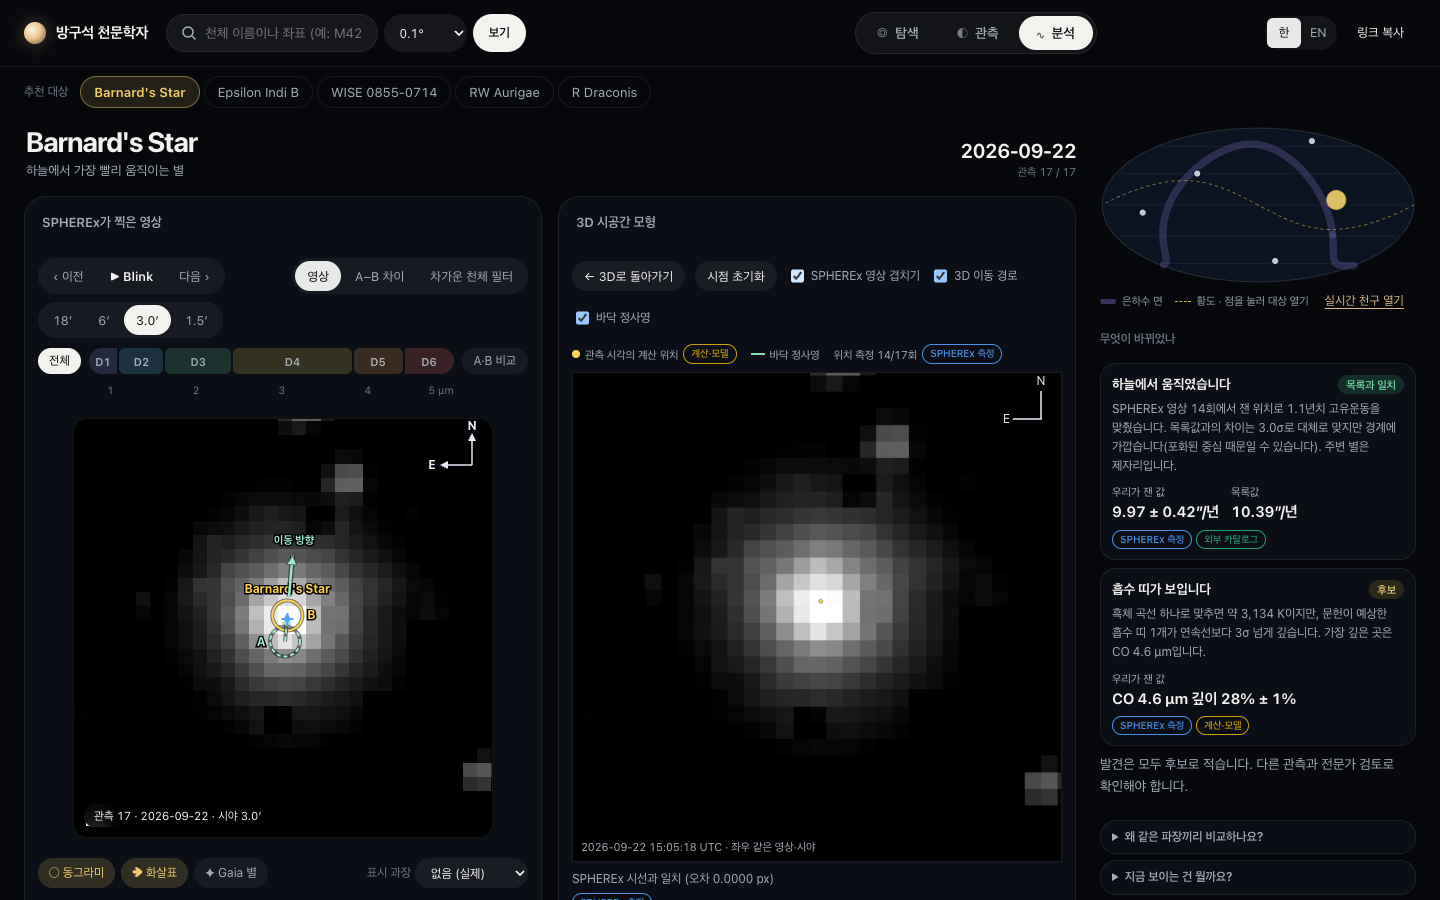 방구석 천문학자
천체 이름이나 좌표 (예: M42
0.1°
보기
탐색
관측
분석
한
EN
링크 복사
추천 대상
Barnard's Star
Epsilon Indi B
WISE 0855-0714
RW Aurigae
R Draconis
Barnard's Star
하늘에서 가장 빨리 움직이는 별
2026-09-22
관측 17 / 17
SPHEREx가 찍은 영상
‹ 이전
▶ Blink
다음 ›
영상
A−B 차이
차가운 천체 필터
18′
6′
3.0′
1.5′
전체
D1
D2
D3
D4
D5
D6
A·B 비교
1
2
3
4
5 µm
N
E
이동 방향
Barnard's Star
B
A
관측 17 · 2026-09-22 · 시야 3.0′
동그라미
화살표
Gaia 별
표시 과장
없음 (실제)
3D 시공간 모형
← 3D로 돌아가기
시점 초기화
SPHEREx 영상 겹치기
3D 이동 경로
바닥 정사영
관측 시각의 계산 위치
계산·모델
바닥 정사영
위치 측정 14/17회
SPHEREx 측정
N
E
2026-09-22 15:05:18 UTC · 좌우 같은 영상·시야
SPHEREx 시선과 일치 (오차 0.0000 px)
은하수 면
황도 · 점을 눌러 대상 열기
실시간 천구 열기
무엇이 바뀌었나
하늘에서 움직였습니다
목록과 일치
SPHEREx 영상 14회에서 잰 위치로 1.1년치 고유운동을
맞췄습니다. 목록값과의 차이는 3.0σ로 대체로 맞지만 경계에
가깝습니다(포화된 중심 때문일 수 있습니다). 주변 별은
제자리입니다.
우리가 잰 값
목록값
9.97 ± 0.42″/년
10.39″/년
SPHEREx 측정
외부 카탈로그
흡수 띠가 보입니다
후보
흑체 곡선 하나로 맞추면 약 3,134 K이지만, 문헌이 예상한
흡수 띠 1개가 연속선보다 3σ 넘게 깊습니다. 가장 깊은 곳은
CO 4.6 µm입니다.
우리가 잰 값
CO 4.6 µm 깊이 28% ± 1%
SPHEREx 측정
계산·모델
발견은 모두 후보로 적습니다. 다른 관측과 전문가 검토로
확인해야 합니다.
▶ 왜 같은 파장끼리 비교하나요?
▶ 지금 보이는 건 뭘까요?